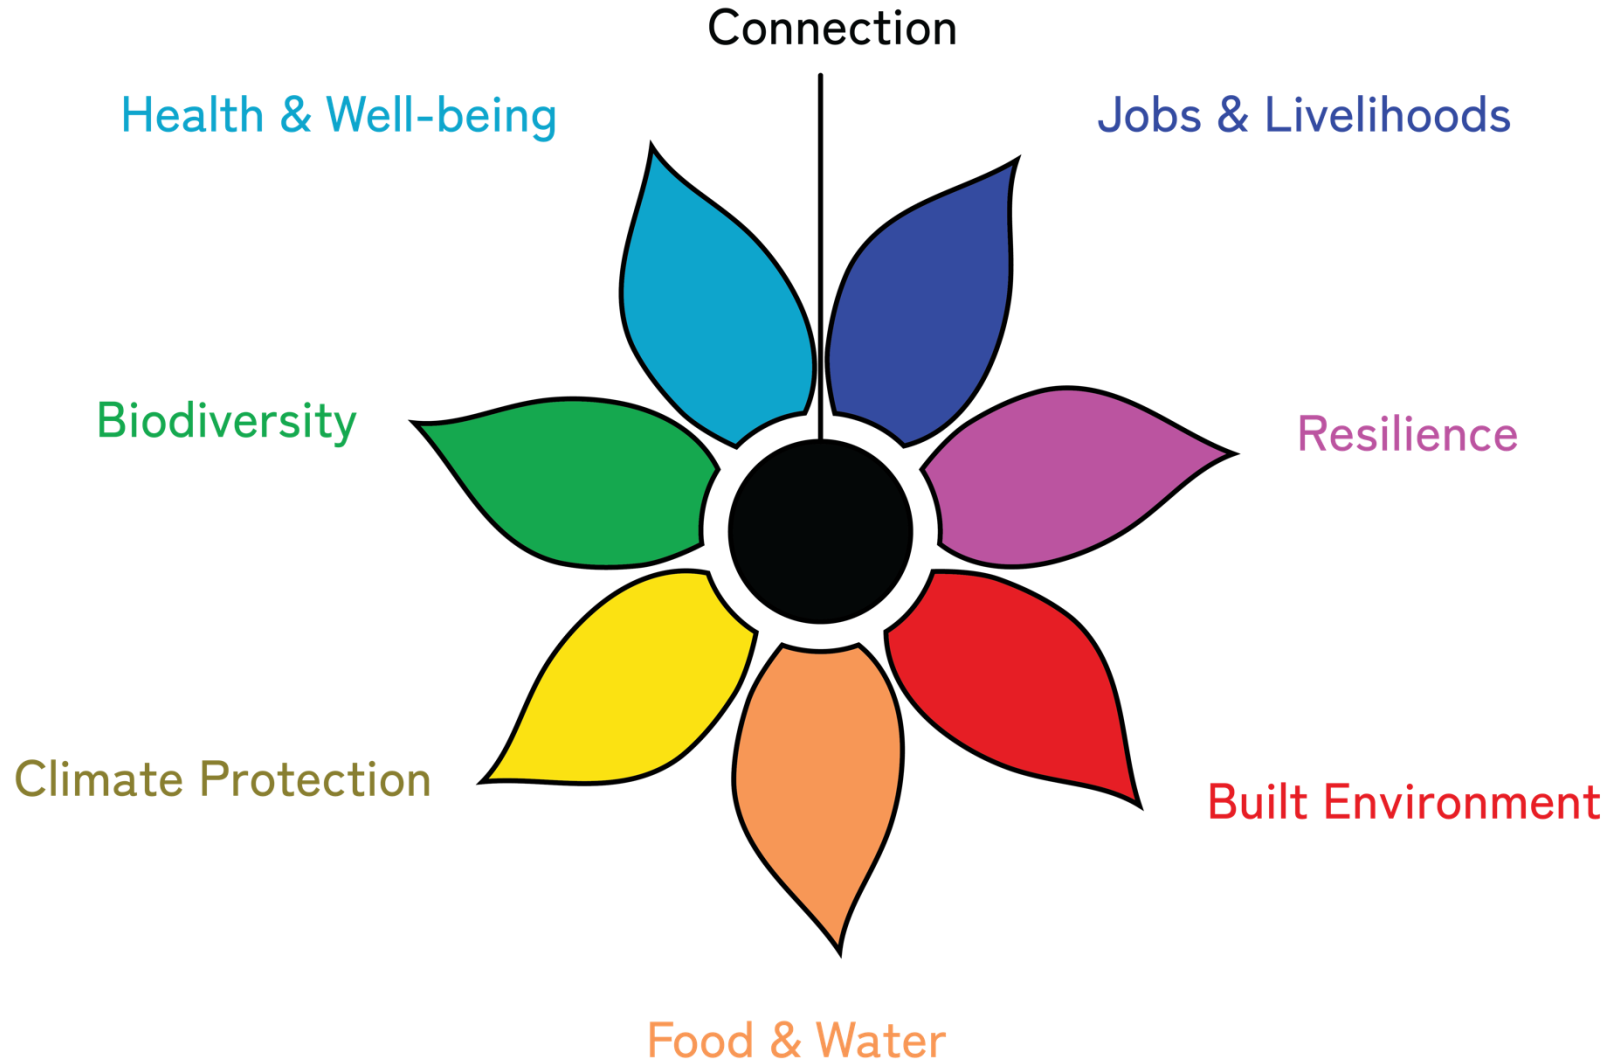 Connection
Health & Well-being
Jobs & Livelihoods
Biodiversity
Resilience
Climate Protection
Built Environment
Food & Water